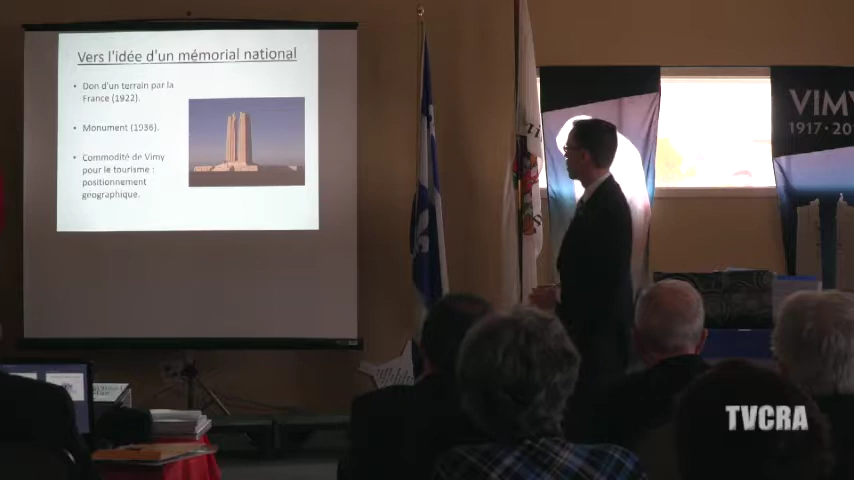 Vers l'idée d'un mémorial national
• Don d'un terrain par la
France (1922).
• Monument (1936).
• Commodité de Vimy
pour le tourisme :
positionnement
géographique.
VIMY
1917 · 20
TVCRA